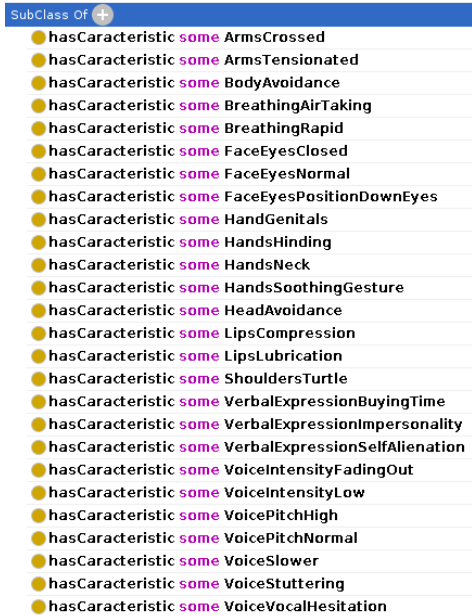 SubClass Of
hasCaracteristic some ArmsCrossed
hasCaracteristic some ArmsTensionated
hasCaracteristic some BodyAvoidance
hasCaracteristic some BreathingAirTaking
hasCaracteristic some BreathingRapid
hasCaracteristic some FaceEyesClosed
hasCaracteristic some FaceEyesNormal
hasCaracteristic some FaceEyesPositionDownEyes
hasCaracteristic some HandGenitals
hasCaracteristic some HandsHinding
hasCaracteristic some HandsNeck
hasCaracteristic some HandsSoothingGesture
hasCaracteristic some HeadAvoidance
hasCaracteristic some LipsCompression
hasCaracteristic some LipsLubrication
hasCaracteristic some ShouldersTurtle
hasCaracteristic some VerbalExpressionBuyingTime
hasCaracteristic some VerbalExpressionImpersonality
hasCaracteristic some VerbalExpressionSelfAlienation
hasCaracteristic some VoiceIntensityFadingOut
hasCaracteristic some VoiceIntensityLow
hasCaracteristic some VoicePitchHigh
hasCaracteristic some VoicePitchNormal
hasCaracteristic some VoiceSlower
hasCaracteristic some VoiceStuttering
hasCaracteristic some VoiceVocalHesitation